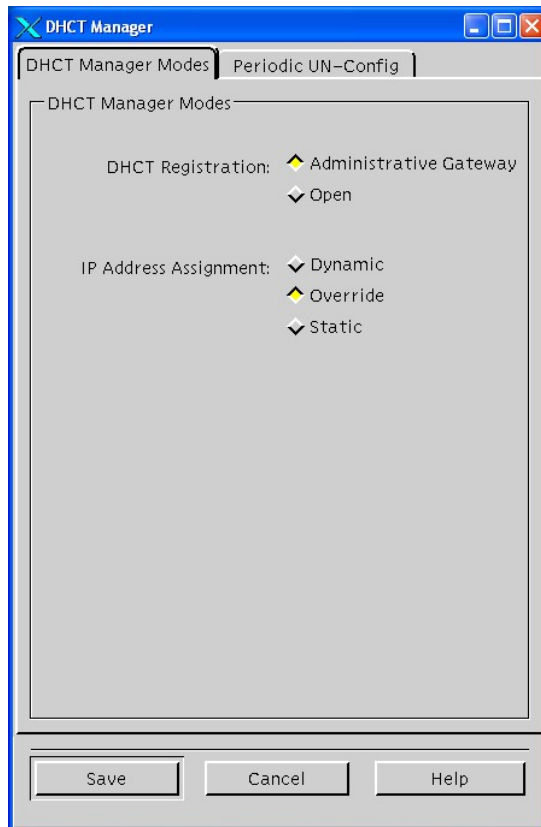 DHCT Manager
DHCT Manager Modes Periodic UN-Config
DHCT Manager Modes
DHCT Registration: Administrative Gateway
Open
IP Address Assignment: Dynamic
Override
Static
Save Cancel Help